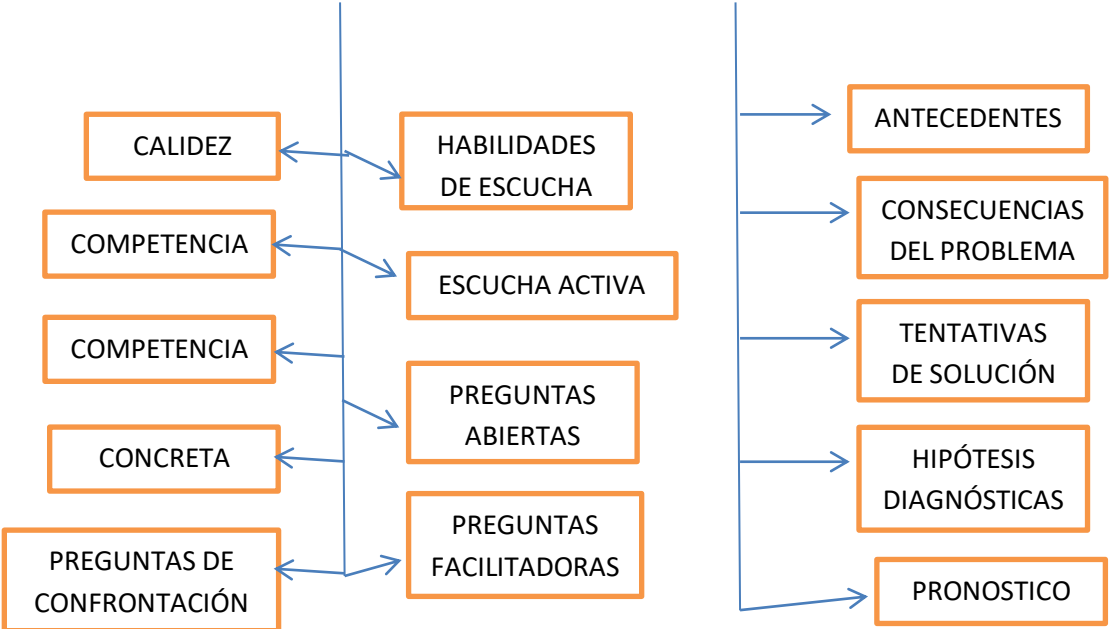 CALIDEZ
COMPETENCIA
COMPETENCIA
CONCRETA
PREGUNTAS DE
CONFRONTACIÓN
HABILIDADES
DE ESCUCHA
ESCUCHA ACTIVA
PREGUNTAS
ABIERTAS
PREGUNTAS
FACILITADORAS
ANTECEDENTES
CONSECUENCIAS
DEL PROBLEMA
TENTATIVAS
DE SOLUCIÓN
HIPÓTESIS
DIAGNÓSTICAS
PRONOSTICO